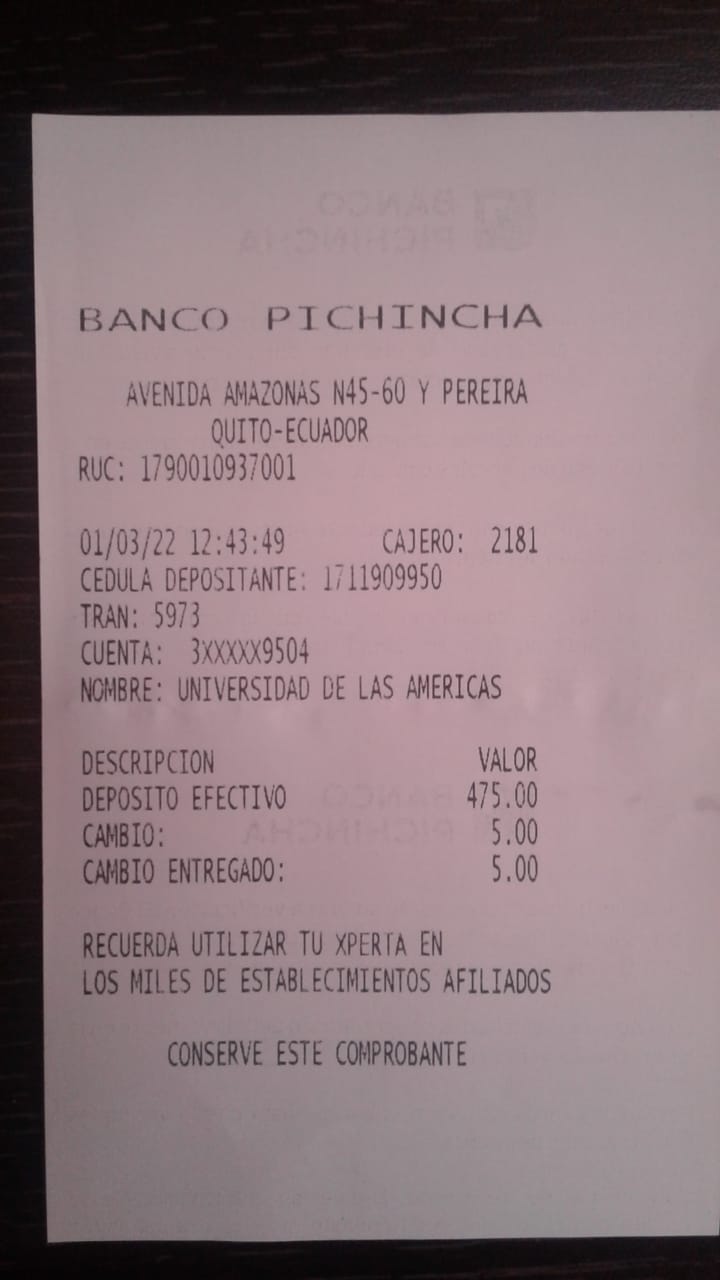 BANCO PICHINCHA
AVENIDA AMAZONAS N45-60 Y PEREIRA
QUITO-ECUADOR
RUC: 1790010937001
01/03/22 12:43:49 CAJERO: 2181
CEDULA DEPOSITANTE: 1711909950
TRAN: 5973
CUENTA: 3XXXXX9504
NOMBRE: UNIVERSIDAD DE LAS AMERICAS
DESCRIPCION VALOR
DEPOSITO EFECTIVO 475.00
CAMBIO: 5.00
CAMBIO ENTREGADO: 5.00
RECUERDA UTILIZAR TU XPERTA EN
LOS MILES DE ESTABLECIMIENTOS AFILIADOS
CONSERVE ESTE COMPROBANTE